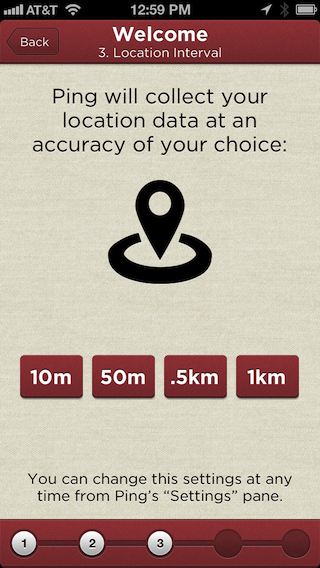 AT&T 12:59 PM
Back
Welcome
3. Location Interval
Ping will collect your
location data at an
accuracy of your choice:
10m 50m .5km 1km
You can change this settings at any
time from Ping's “Settings” pane.
1 2 3